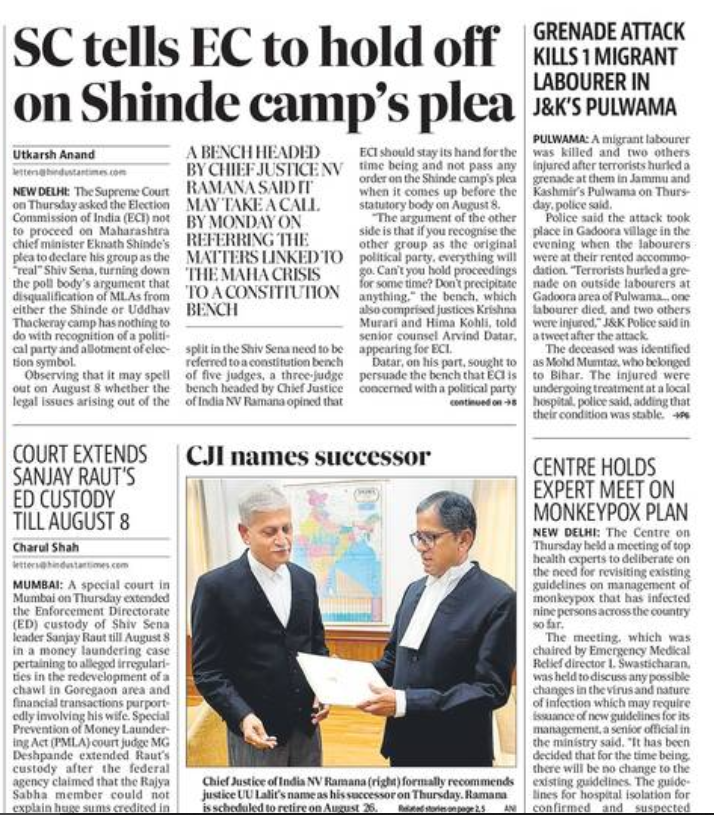 SC tells EC to hold off
on Shinde camp's plea
Utkarsh Anand
letters@hindustantimes.com
NEW DELHI: The Supreme Court
on Thursday asked the Election
Commission of India (ECI) not
to proceed on Maharashtra
chief minister Eknath Shinde's
plea to declare his group as the
"real" Shiv Sena, turning down
the poll body's argument that
disqualification of MLAs from
either the Shinde or Uddhav
Thackeray camp has nothing to
do with recognition of a politi-
cal party and allotment of elec-
tion symbol.
Observing that it may spell
out on August 8 whether the
legal issues arising out of the
A BENCH HEADED
BY CHIEF JUSTICE NV
RAMANA SAID IT
MAY TAKE A CALL
BY MONDAY ON
REFERRING THE
MATTERS LINKED TO
THE MAHA CRISIS
TO A CONSTITUTION
BENCH
split in the Shiv Sena need to be
referred to a constitution bench
of five judges, a three-judge
bench headed by Chief Justice
of India NV Ramana opined that
ECI should stay its hand for the
time being and not pass any
order on the Shinde camp's plea
when it comes up before the
statutory body on August 8.
"The argument of the other
side is that if you recognise the
other group as the original
political party, everything will
go. Can't you hold proceedings
for some time? Don't precipitate
anything," the bench, which
also comprised justices Krishna
Murari and Hima Kohli, told
senior counsel Arvind Datar,
appearing for ECI.
Datar, on his part, sought to
persuade the bench that ECI is
concerned with a political party
continued on →8
GRENADE ATTACK
KILLS 1 MIGRANT
LABOURER IN
J&K'S PULWAMA
PULWAMA: A migrant labourer
was killed and two others
injured after terrorists hurled a
grenade at them in Jammu and
Kashmir's Pulwama on Thurs-
day, police said.
Police said the attack took
place in Gadoora village in the
evening when the labourers
were at their rented accommo-
dation. "Terrorists hurled a gre-
nade on outside labourers at
Gadoora area of Pulwama... one
labourer died, and two others
were injured," J&K Police said in
a tweet after the attack.
The deceased was identified
as Mohd Mumtaz, who belonged
to Bihar. The injured were
undergoing treatment at a local
hospital, police said, adding that
their condition was stable. →P6
COURT EXTENDS
SANJAY RAUT'S
ED CUSTODY
TILL AUGUST 8
Charul Shah
letters@hindustantimes.com
MUMBAI: A special court in
Mumbai on Thursday extended
the Enforcement Directorate
(ED) custody of Shiv Sena
leader Sanjay Raut till August 8
in a money laundering case
pertaining to alleged irregulari-
ties in the redevelopment of a
chawl in Goregaon area and
financial transactions purport-
edly involving his wife. Special
Prevention of Money Launder-
ing Act (PMLA) court judge MG
Deshpande extended Raut's
custody after the federal
agency claimed that the Rajya
Sabha member could not
explain huge sums credited in
CJI names successor
Chief Justice of India NV Ramana (right) formally recommends
justice UU Lalit's name as his successor on Thursday. Ramana
is scheduled to retire on August 26. Related stories on page 2,5 ANI
CENTRE HOLDS
EXPERT MEET ON
MONKEYPOX PLAN
NEW DELHI: The Centre on
Thursday held a meeting of top
health experts to deliberate on
the need for revisiting existing
guidelines on management of
monkeypox that has infected
nine persons across the country
so far.
The meeting, which was
chaired by Emergency Medical
Relief director L Swasticharan,
was held to discuss any possible
changes in the virus and nature
of infection which may require
issuance of new guidelines for its
management, a senior official in
the ministry said. "It has been
decided that for the time being,
there will be no change to the
existing guidelines. The guide-
lines for hospital isolation for
confirmed and suspected